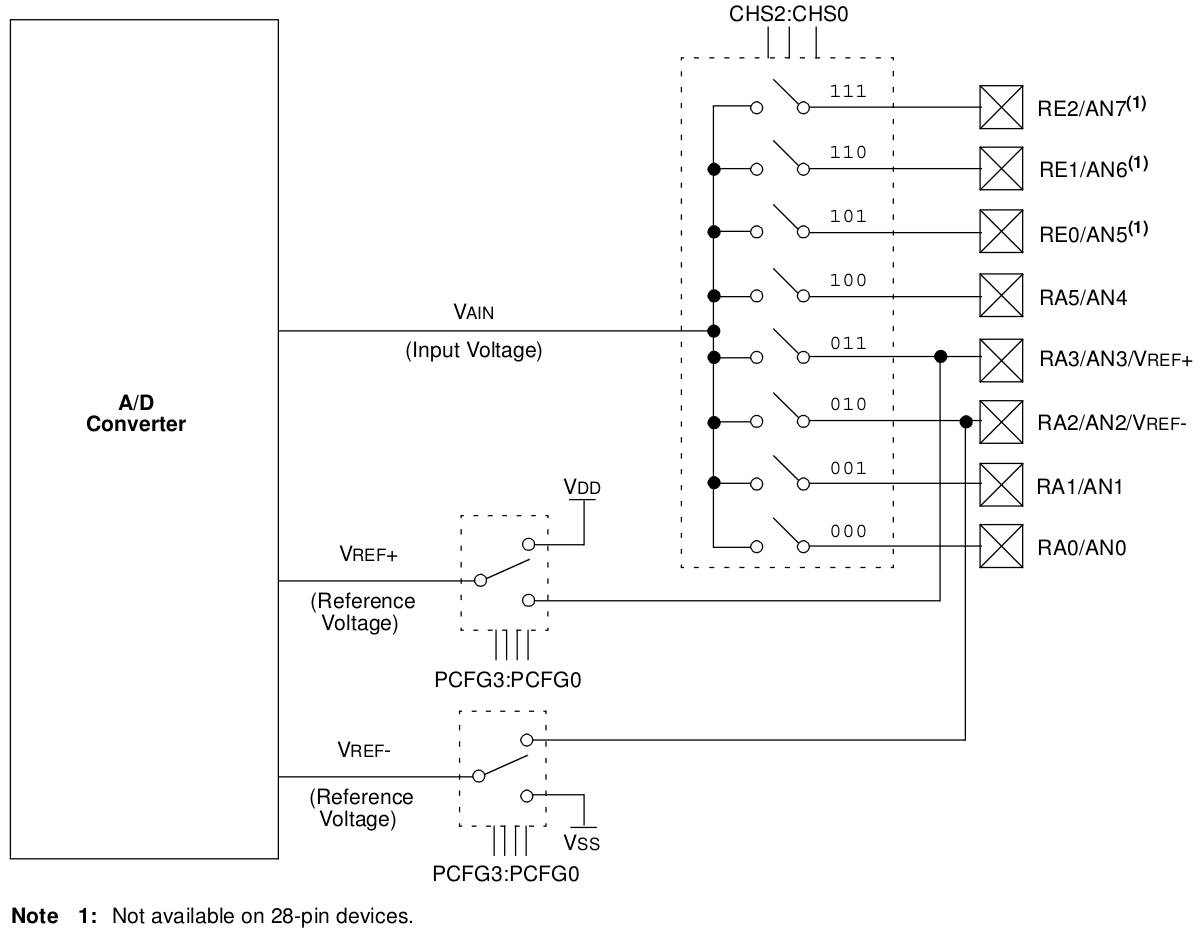 CHS2:CHS0
111
RE2/AN7(1)
110
RE1/AN6(1)
101
RE0/AN5(1)
100
RA5/AN4
VAIN
(Input Voltage)
011
RA3/AN3/VREF+
A/D
Converter
010
RA2/AN2/VREF-
001
RA1/AN1
VDD
000
RA0/AN0
VREF+
(Reference
Voltage)
PCFG3:PCFG0
VREF-
(Reference
Voltage)
VSS
PCFG3:PCFG0
Note 1: Not available on 28-pin devices.